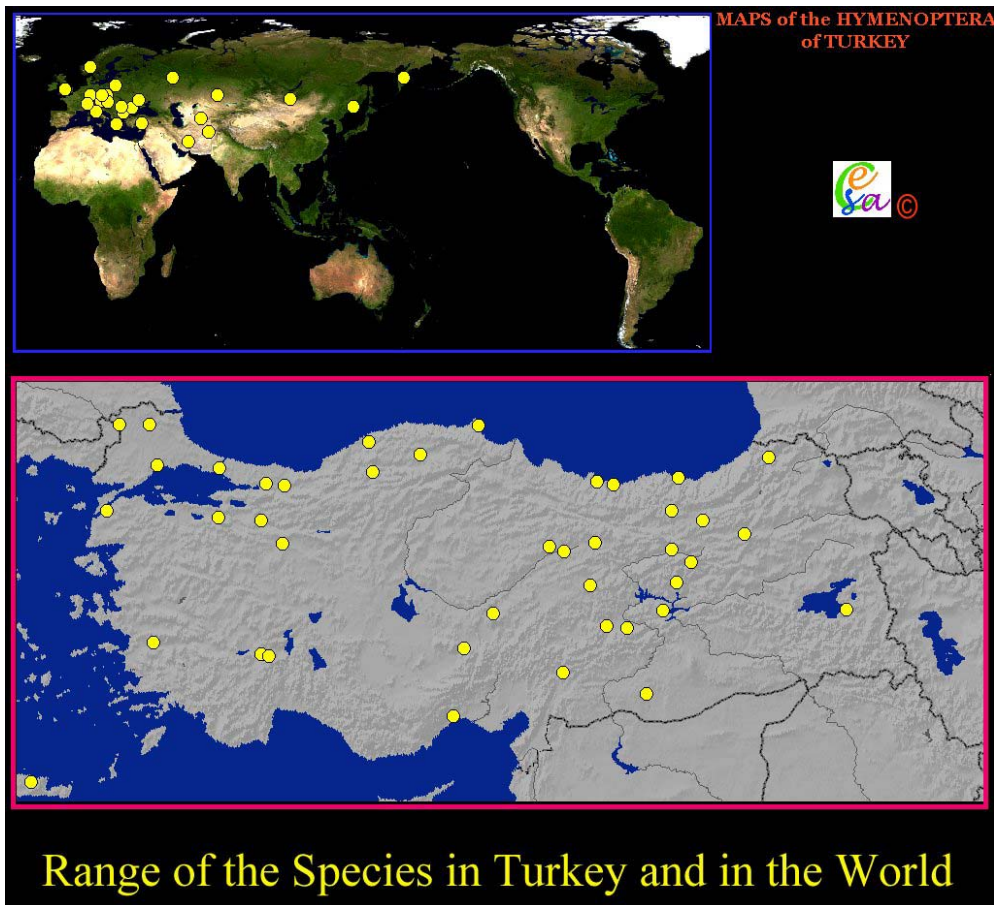 MAPS of the HYMENOPTERA
of TURKEY
esa ©
Range of the Species in Turkey and in the World